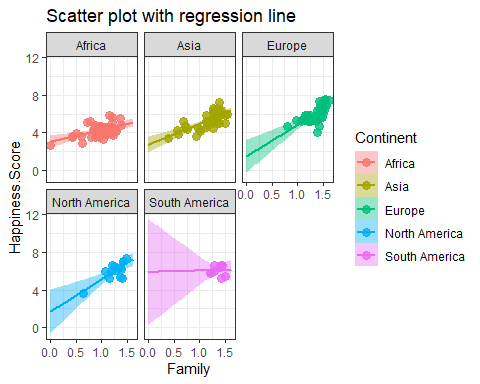 Scatter plot with regression line
Africa Asia Europe
12
8
4
0
0.0 0.5 1.0 1.5
North America South America
12
8
4
0
0.0 0.5 1.0 1.5 0.0 0.5 1.0 1.5
Family
Happiness.Score
Continent
Africa
Asia
Europe
North America
South America